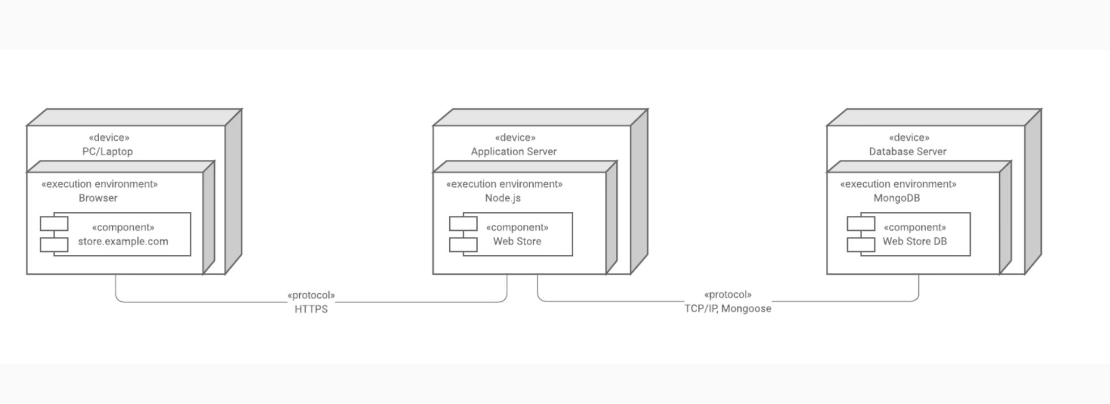 «device»
PC/Laptop
«execution environment»
Browser
«component»
store.example.com
«device»
Application Server
«execution environment»
Node.js
«component»
Web Store
«device»
Database Server
«execution environment»
MongoDB
«component»
Web Store DB
«protocol»
HTTPS
«protocol»
TCP/IP, Mongoose